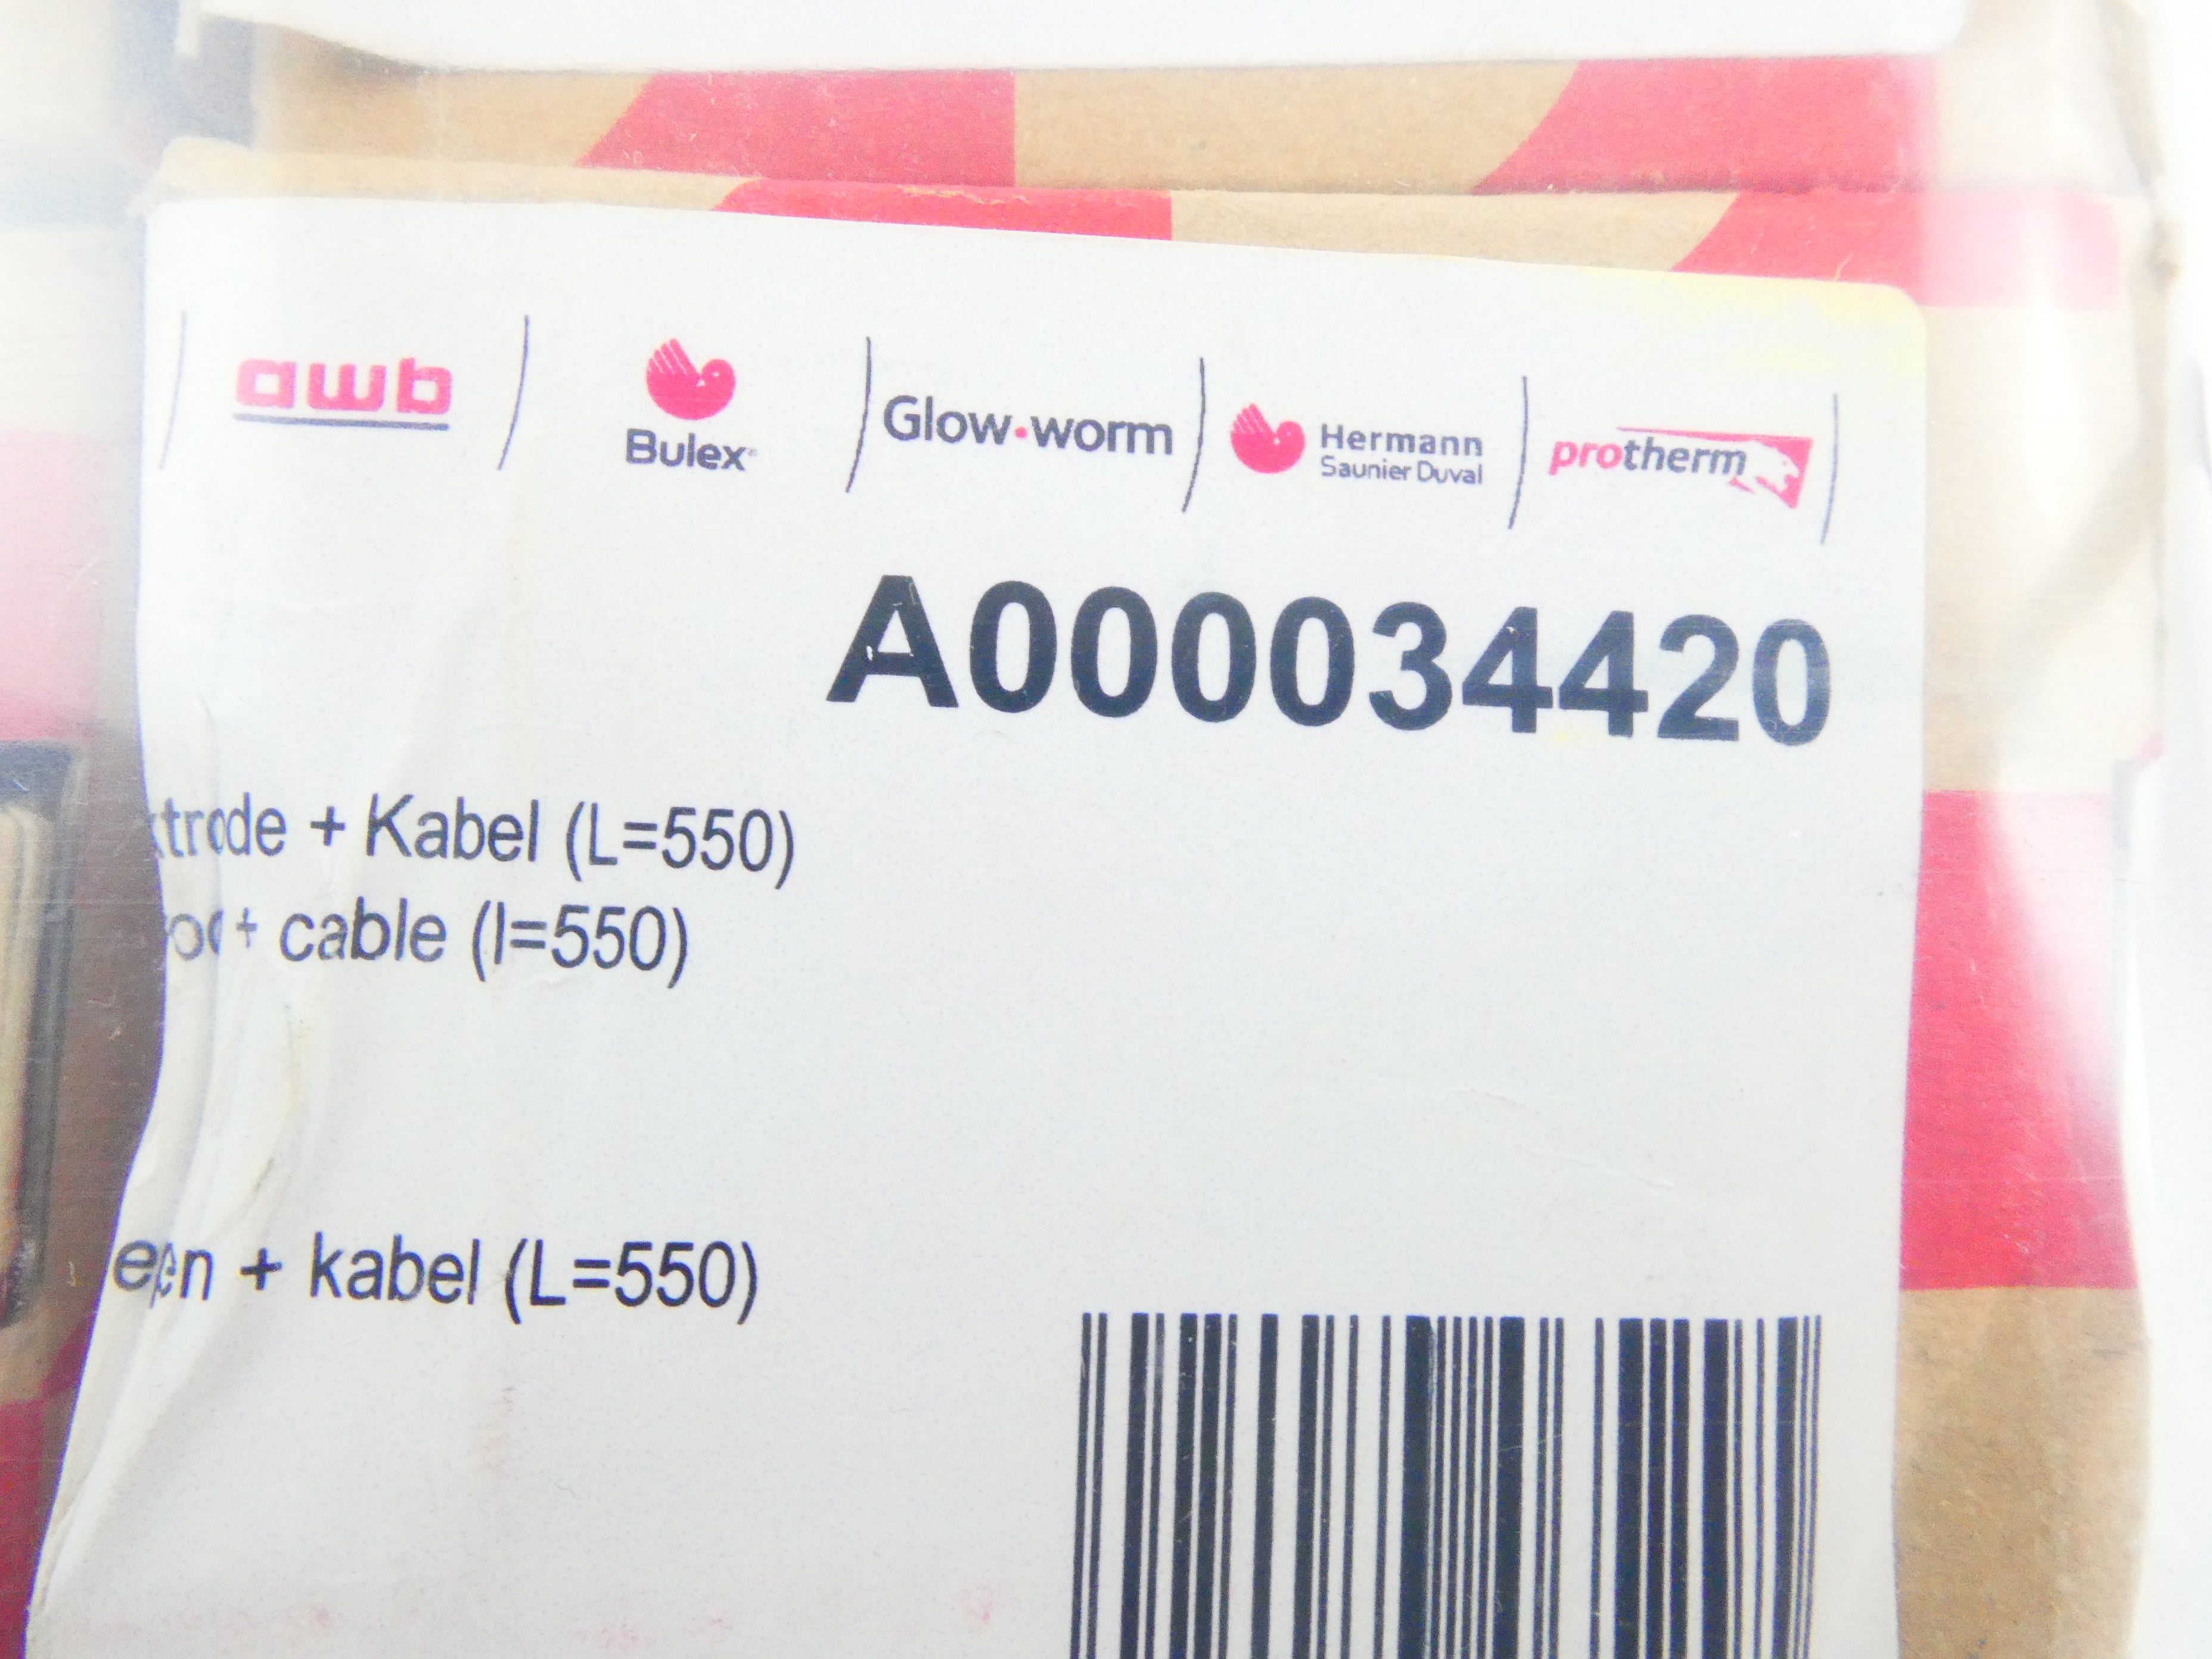 awb
Bulex®
Glow·worm
Hermann
Saunier Duval
protherm
A000034420
+ Kabel (L=550)
+ cable (l=550)
+ kabel (L=550)